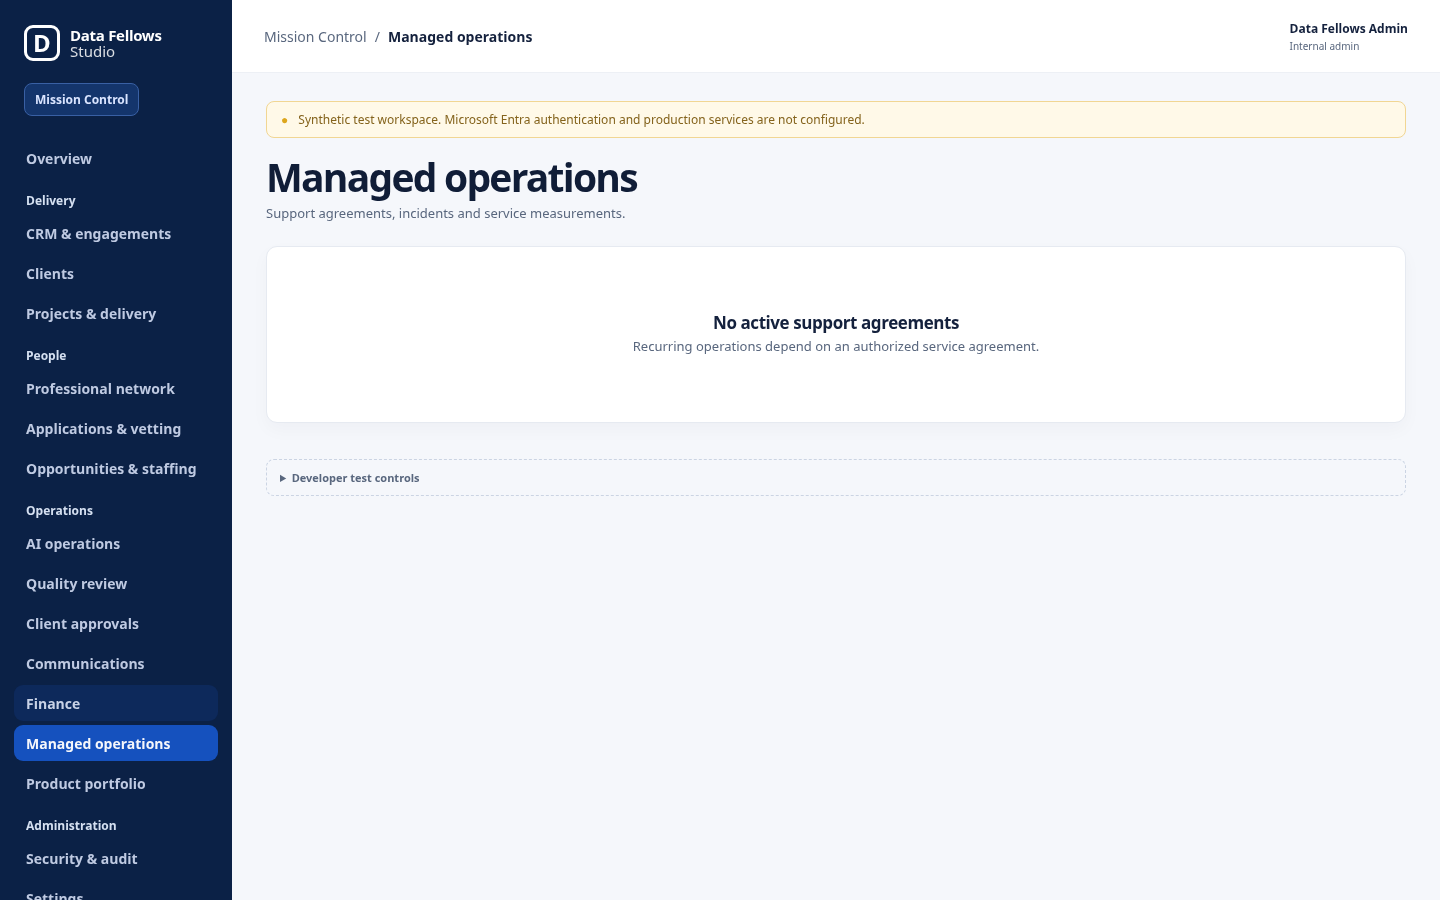 D
Data Fellows
Studio
Mission Control
Overview
Delivery
CRM & engagements
Clients
Projects & delivery
People
Professional network
Applications & vetting
Opportunities & staffing
Operations
AI operations
Quality review
Client approvals
Communications
Finance
Managed operations
Product portfolio
Administration
Security & audit
Settings
Mission Control / Managed operations
Data Fellows Admin
Internal admin
Synthetic test workspace. Microsoft Entra authentication and production services are not configured.
Managed operations
Support agreements, incidents and service measurements.
No active support agreements
Recurring operations depend on an authorized service agreement.
Developer test controls